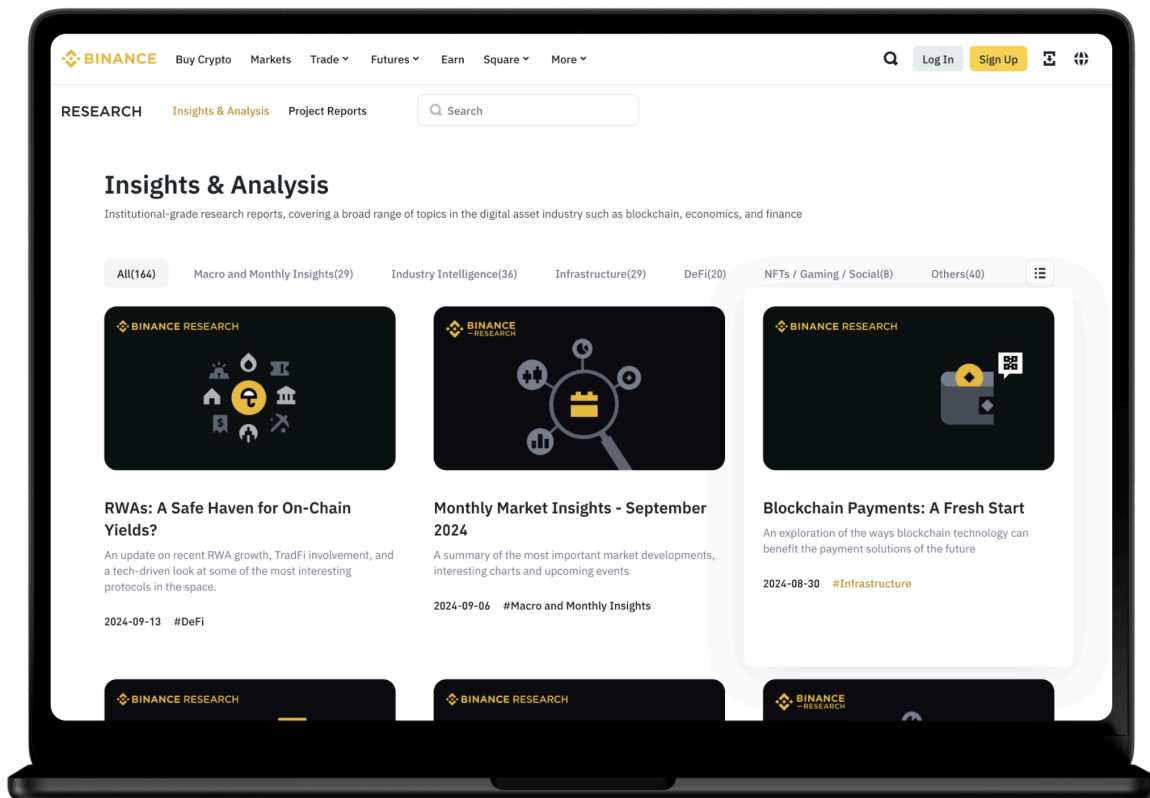 BINANCE Buy Crypto Markets Trade Futures Earn Square More Log In Sign Up
RESEARCH Insights & Analysis Project Reports Search
Insights & Analysis
Institutional-grade research reports, covering a broad range of topics in the digital asset industry such as blockchain, economics, and finance
All(164) Macro and Monthly Insights(29) Industry Intelligence(36) Infrastructure(29) DeFi(20) NFTs / Gaming / Social(8) Others(40)
BINANCE RESEARCH
$
RWAs: A Safe Haven for On-Chain
Yields?
An update on recent RWA growth, TradFi involvement, and
a tech-driven look at some of the most interesting
protocols in the space.
2024-09-13 #DeFi
BINANCE
RESEARCH
Monthly Market Insights - September
2024
A summary of the most important market developments,
interesting charts and upcoming events
2024-09-06 #Macro and Monthly Insights
BINANCE RESEARCH
Blockchain Payments: A Fresh Start
An exploration of the ways blockchain technology can
benefit the payment solutions of the future
2024-08-30 #Infrastructure
BINANCE RESEARCH
BINANCE RESEARCH
BINANCE
RESEARCH